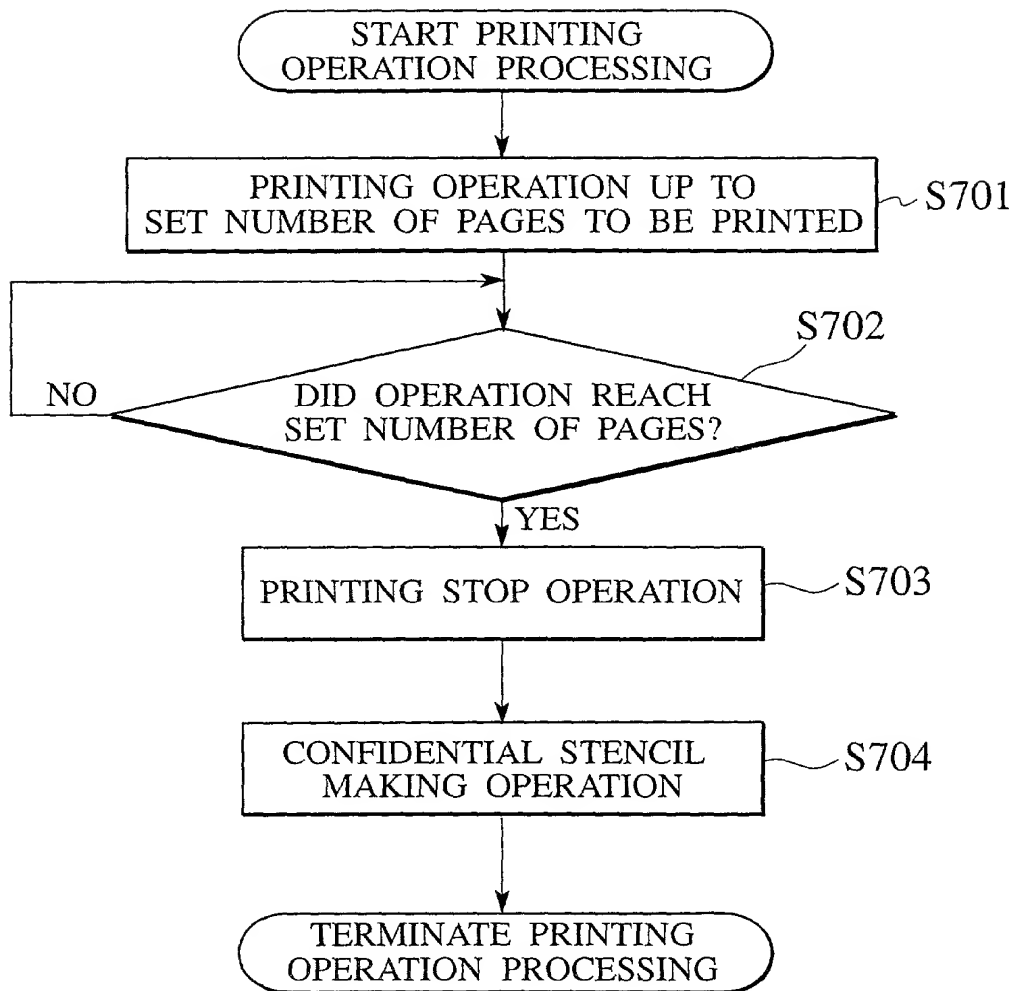 START PRINTING
OPERATION PROCESSING
PRINTING OPERATION UP TO
SET NUMBER OF PAGES TO BE PRINTED
S701
S702
DID OPERATION REACH
SET NUMBER OF PAGES?
NO
YES
PRINTING STOP OPERATION
S703
CONFIDENTIAL STENCIL
MAKING OPERATION
S704
TERMINATE PRINTING
OPERATION PROCESSING